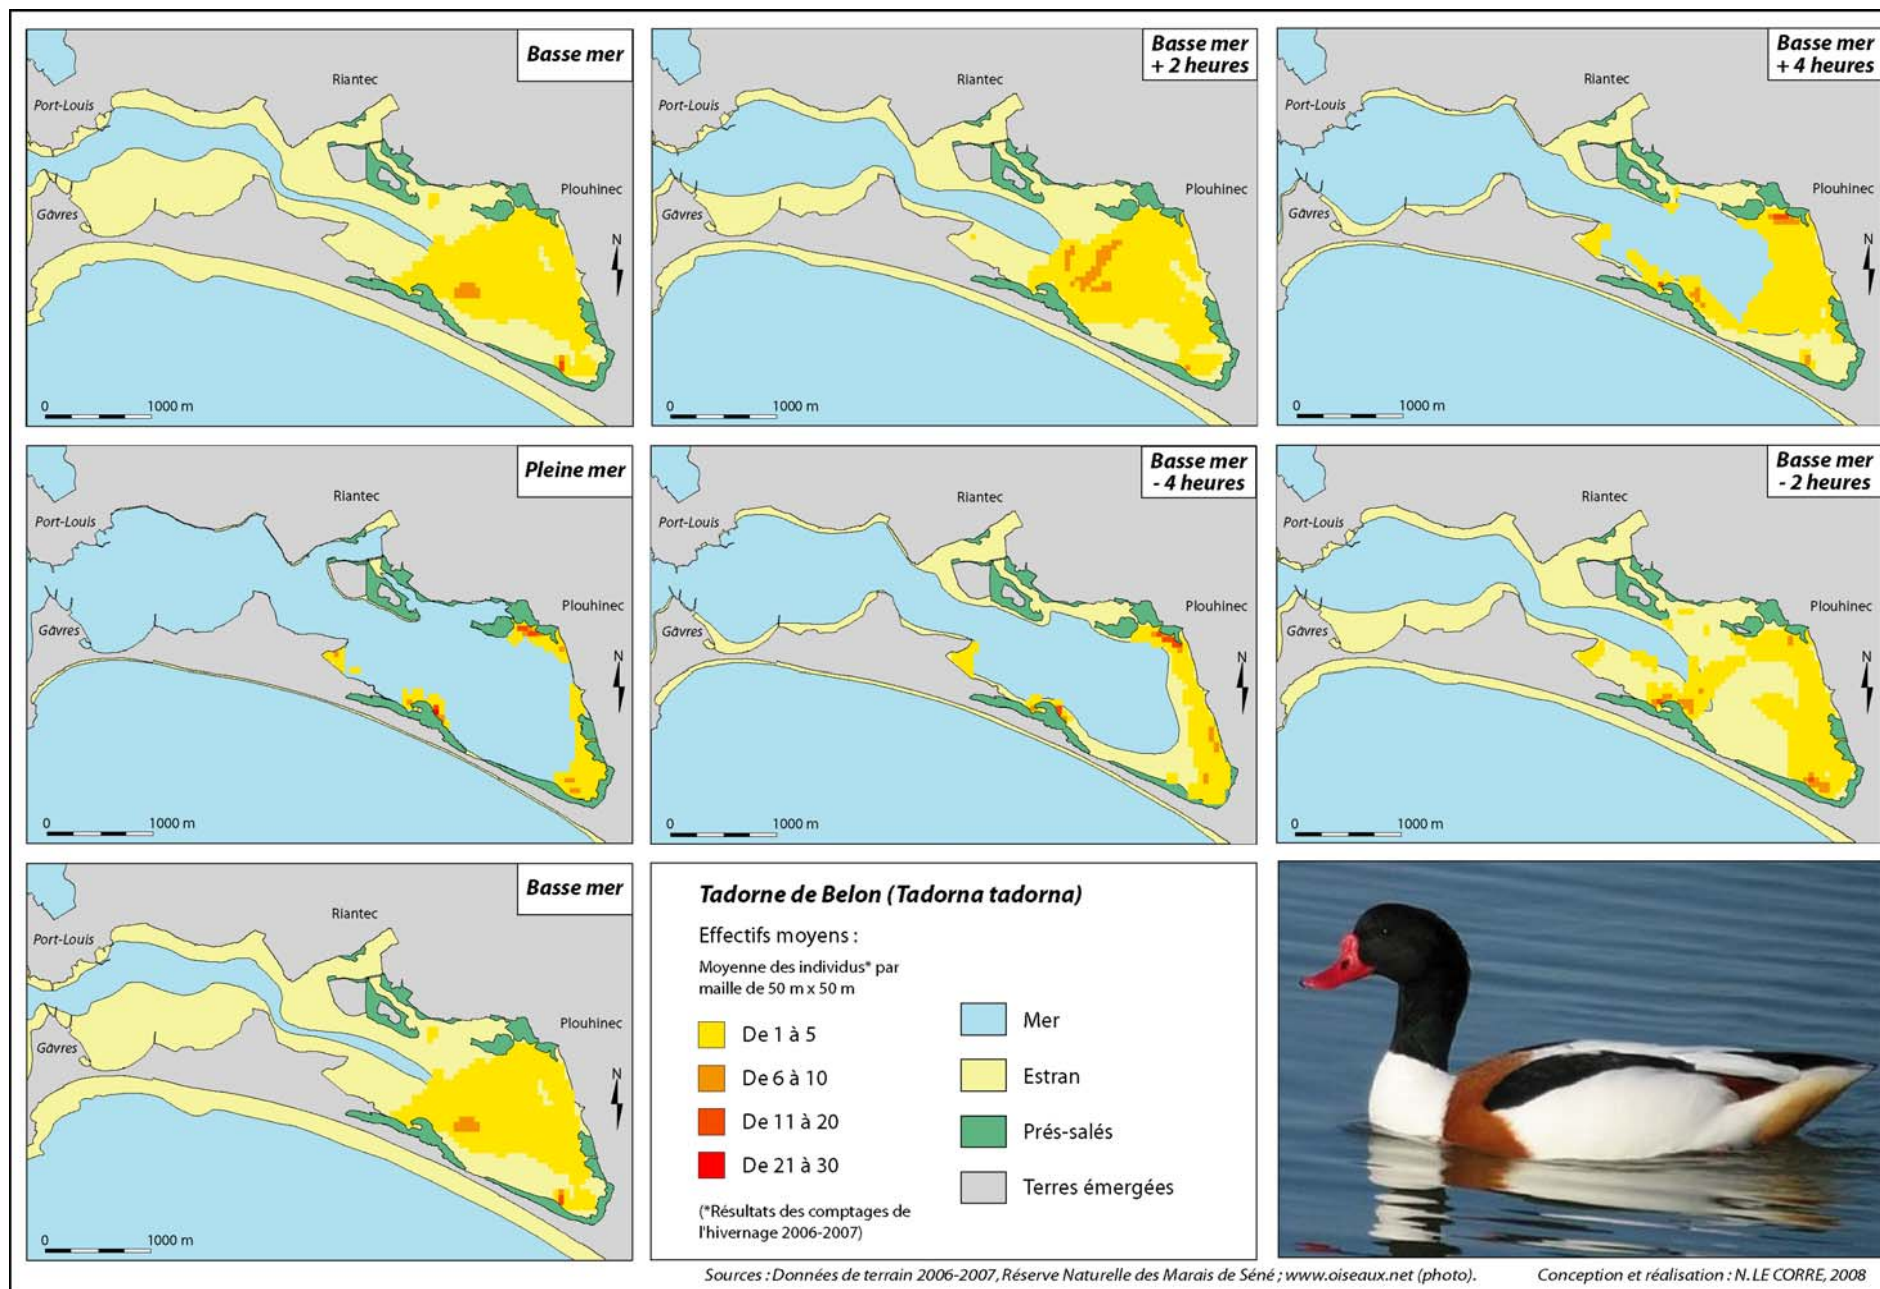 Basse mer
Riantec
Port-Louis
Plouhinec
Gâvres
N
0 1000 m
Basse mer
+ 2 heures
Riantec
Port-Louis
Plouhinec
Gâvres
N
0 1000 m
Basse mer
+ 4 heures
Riantec
Port-Louis
Plouhinec
Gâvres
N
0 1000 m
Pleine mer
Riantec
Port-Louis
Plouhinec
Gâvres
N
0 1000 m
Basse mer
- 4 heures
Riantec
Port-Louis
Plouhinec
Gâvres
N
0 1000 m
Basse mer
- 2 heures
Riantec
Port-Louis
Plouhinec
Gâvres
N
0 1000 m
Basse mer
Riantec
Port-Louis
Plouhinec
Gâvres
N
0 1000 m
Tadorne de Belon (Tadorna tadorna)
Effectifs moyens :
Moyenne des individus* par
maille de 50 m x 50 m
De 1 à 5
De 6 à 10
De 11 à 20
De 21 à 30
(*Résultats des comptages de
l'hivernage 2006-2007)
Mer
Estran
Prés-salés
Terres émergées
Sources : Données de terrain 2006-2007, Réserve Naturelle des Marais de Séné ; www.oiseaux.net (photo).
Conception et réalisation : N. LE CORRE, 2008